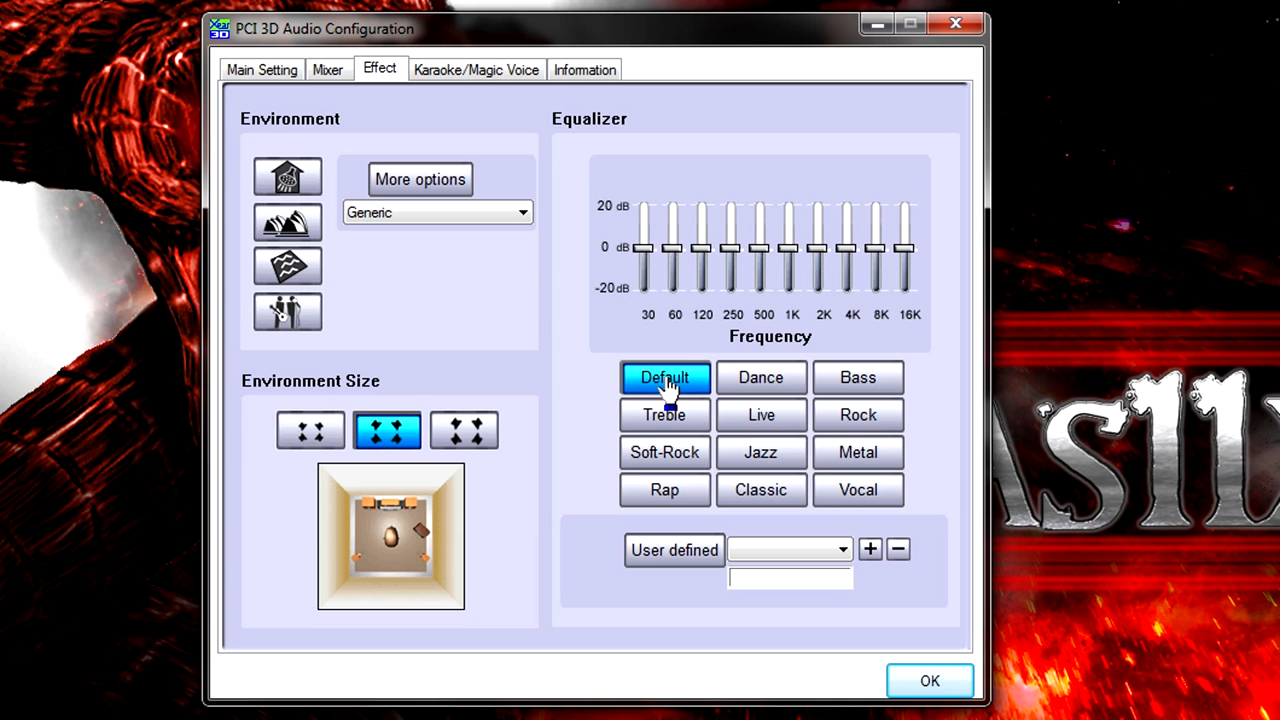 Xear
3D
PCI 3D Audio Configuration
Main Setting
Mixer
Effect
Karaoke/Magic Voice
Information
Environment
More options
Generic
Environment Size
Equalizer
20 dB
0 dB
-20 dB
30 60 120 250 500 1K 2K 4K 8K 16K
Frequency
Default Dance Bass
Treble Live Rock
Soft-Rock Jazz Metal
Rap Classic Vocal
User defined
OK